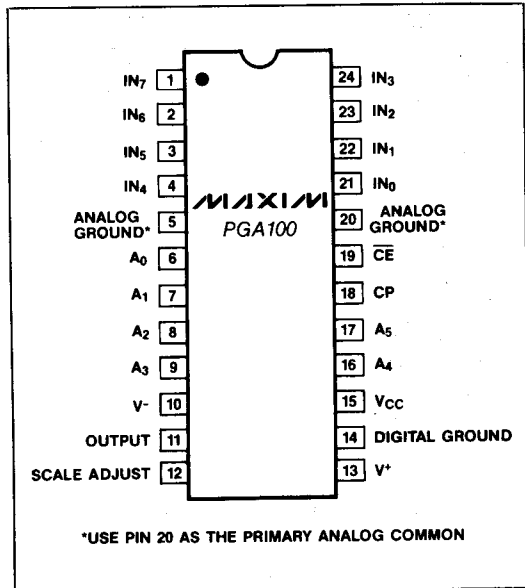 IN7 1
IN6 2
IN5 3
IN4 4
ANALOG GROUND* 5
A0 6
A1 7
A2 8
A3 9
V- 10
OUTPUT 11
SCALE ADJUST 12
MAXIM
PGA100
24 IN3
23 IN2
22 IN1
21 IN0
20 ANALOG GROUND*
19 CE
18 CP
17 A5
16 A4
15 VCC
14 DIGITAL GROUND
13 V+
*USE PIN 20 AS THE PRIMARY ANALOG COMMON